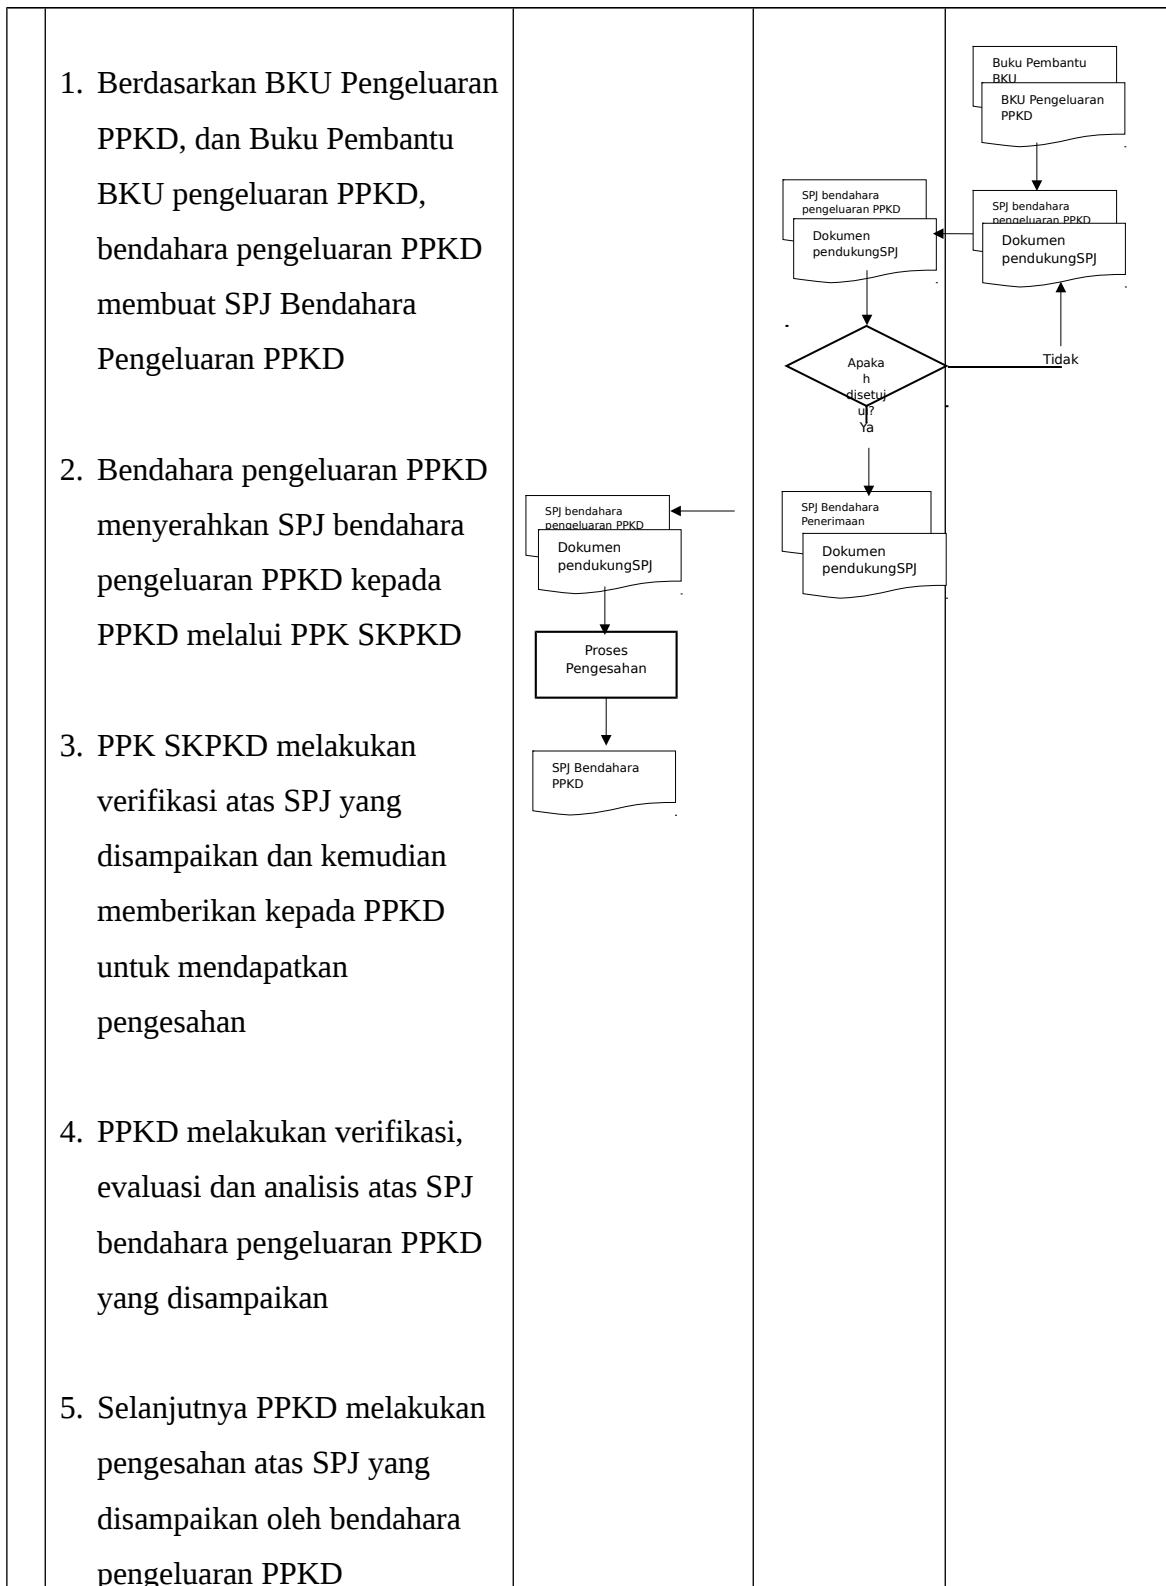 1. Berdasarkan BKU Pengeluaran
PPKD, dan Buku Pembantu
BKU pengeluaran PPKD,
bendahara pengeluaran PPKD
membuat SPJ Bendahara
Pengeluaran PPKD
2. Bendahara pengeluaran PPKD
menyerahkan SPJ bendahara
pengeluaran PPKD kepada
PPKD melalui PPK SKPKD
3. PPK SKPKD melakukan
verifikasi atas SPJ yang
disampaikan dan kemudian
memberikan kepada PPKD
untuk mendapatkan
pengesahan
4. PPKD melakukan verifikasi,
evaluasi dan analisis atas SPJ
bendahara pengeluaran PPKD
yang disampaikan
5. Selanjutnya PPKD melakukan
pengesahan atas SPJ yang
disampaikan oleh bendahara
pengeluaran PPKD
SPJ bendahara
pengeluaran PPKD
Dokumen
pendukungSPJ
Proses
Pengesahan
SPJ Bendahara
PPKD
SPJ bendahara
pengeluaran PPKD
Dokumen
pendukungSPJ
Apaka
h
disetuj
ui?
Ya
SPJ Bendahara
Penerimaan
Dokumen
pendukungSPJ
Buku Pembantu
BKU
BKU Pengeluaran
PPKD
SPJ bendahara
pengeluaran PPKD
Dokumen
pendukungSPJ
Tidak